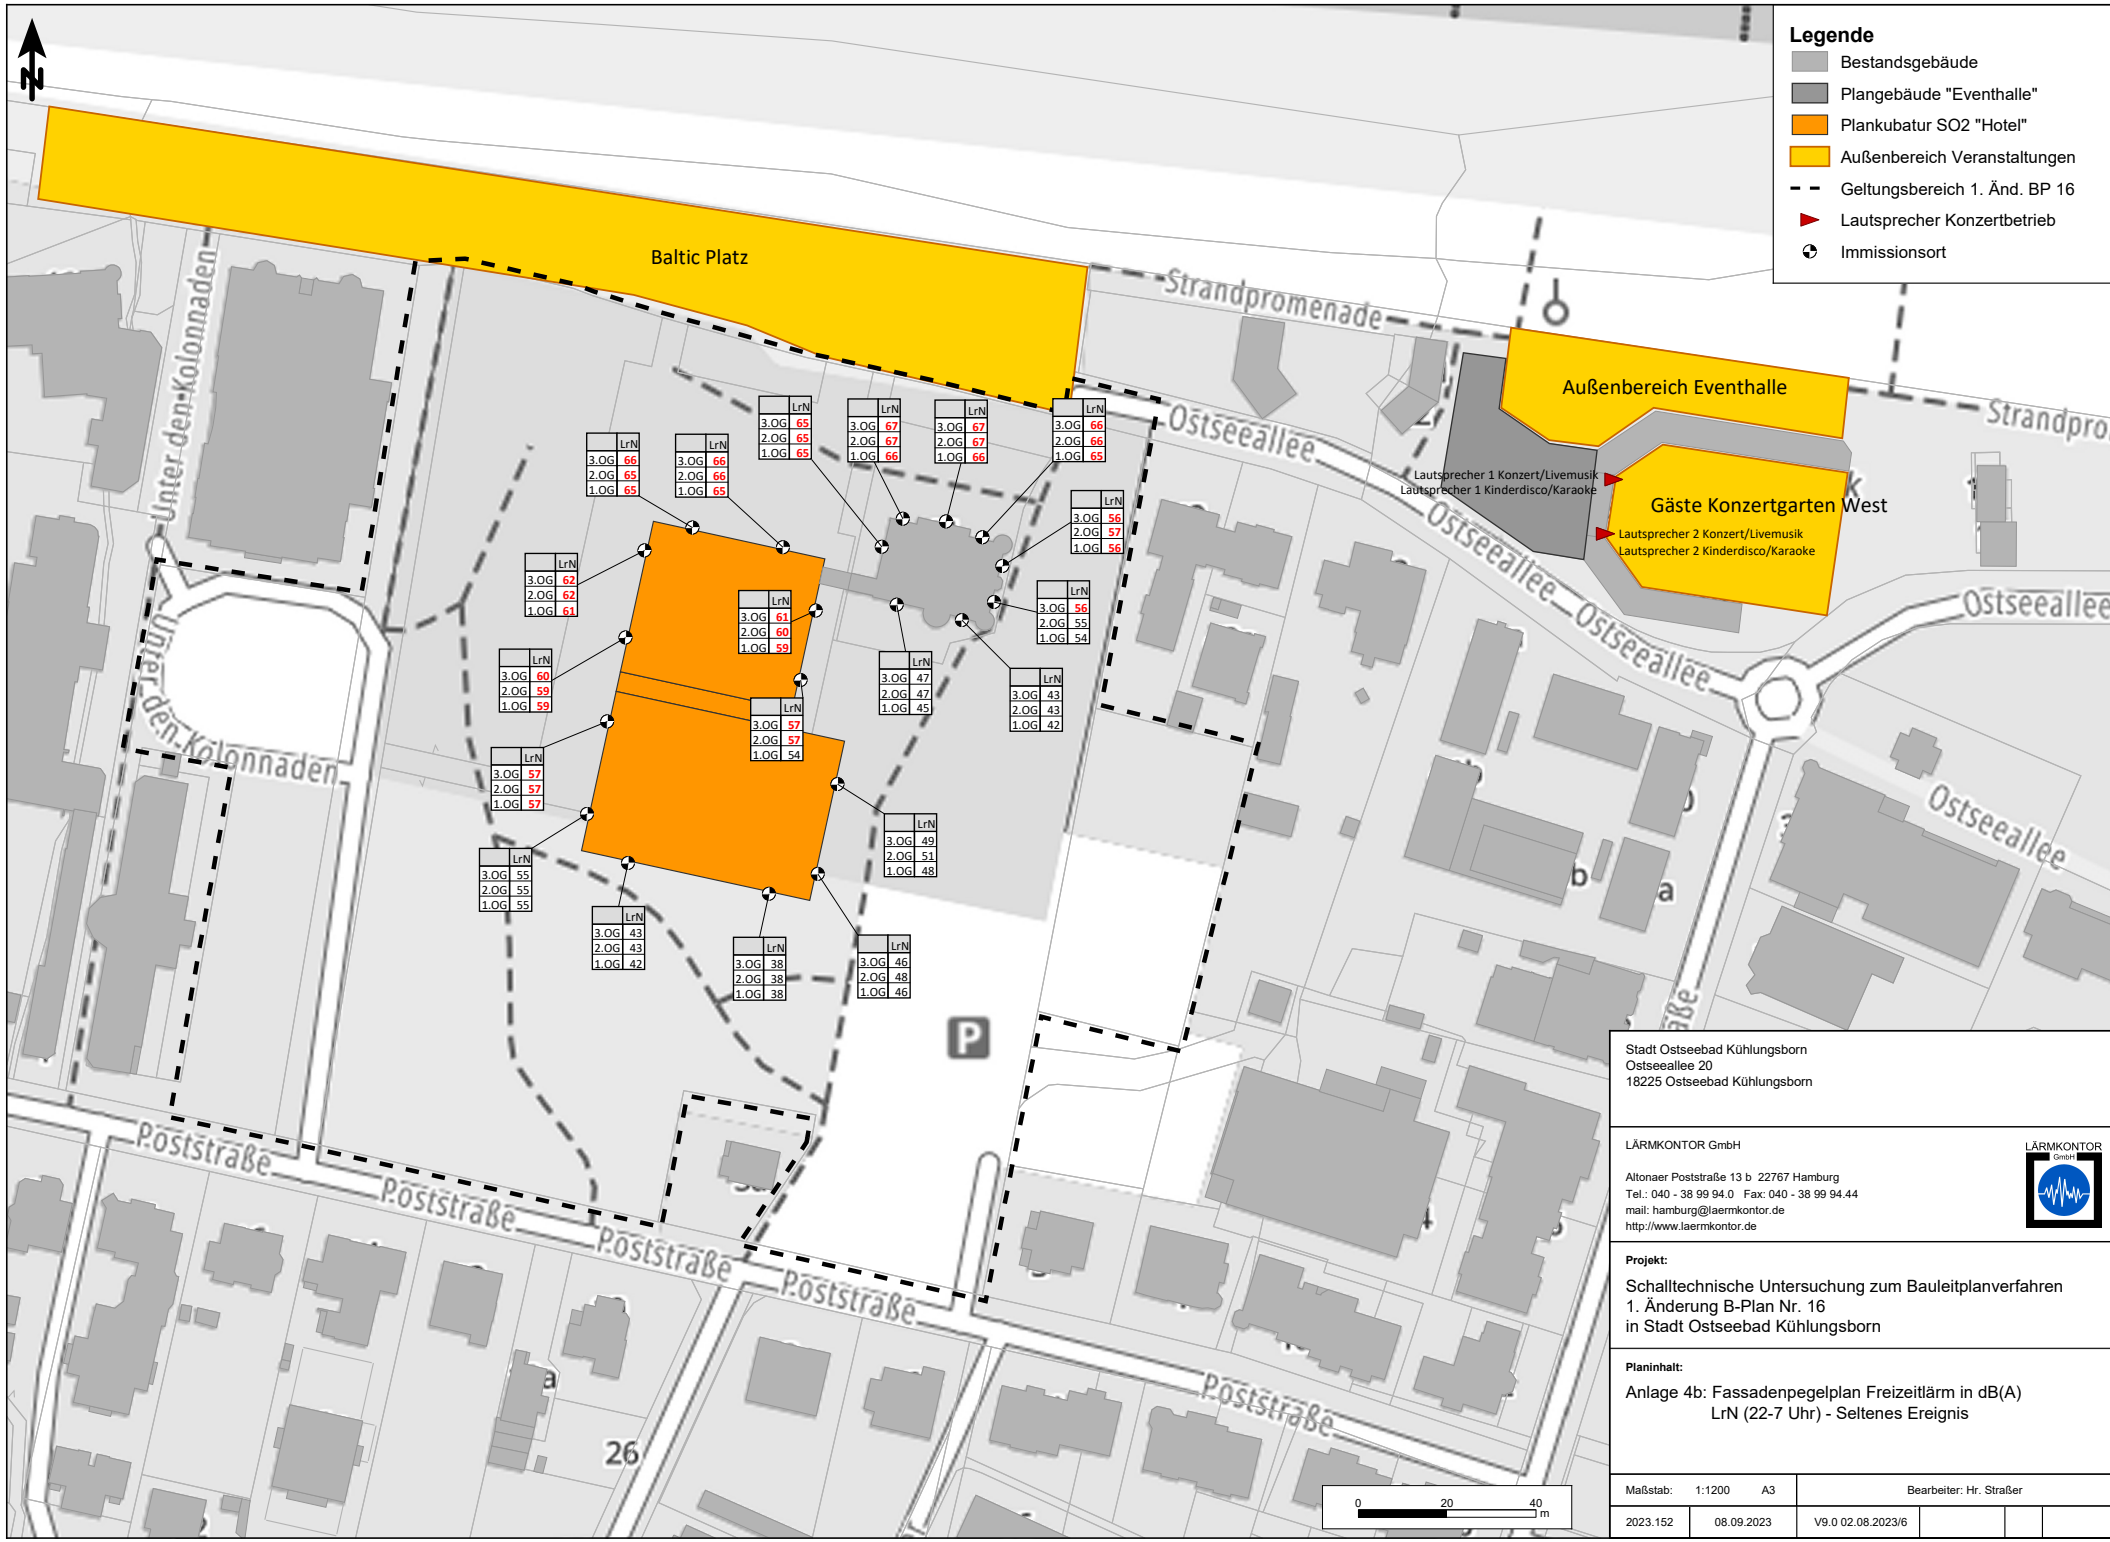 N
Legende
Bestandsgebäude
Plangebäude "Eventhalle"
Plankubatur SO2 "Hotel"
Außenbereich Veranstaltungen
Geltungsbereich 1. Änd. BP 16
Lautsprecher Konzertbetrieb
Immissionsort
Baltic Platz
Strandpromenade
Außenbereich Eventhalle
Strandpro
Ostseeallee
Lautsprecher 1 Konzert/Livemusik
Lautsprecher 1 Kinderdisco/Karaoke
Gäste Konzertgarten West
Lautsprecher 2 Konzert/Livemusik
Lautsprecher 2 Kinderdisco/Karaoke
Ostseeallee
Ostseeallee
Ostseeallee
Ostseeallee
Ostseeallee
Unter den-Kolonnaden
Unter-den-Kolonnaden
LrN
3.OG 65
2.OG 65
1.OG 65
LrN
3.OG 67
2.OG 67
1.OG 66
LrN
3.OG 67
2.OG 67
1.OG 66
LrN
3.OG 66
2.OG 66
1.OG 65
LrN
3.OG 66
2.OG 65
1.OG 65
LrN
3.OG 66
2.OG 66
1.OG 65
LrN
3.OG 56
2.OG 57
1.OG 56
LrN
3.OG 62
2.OG 62
1.OG 61
LrN
3.OG 61
2.OG 60
1.OG 59
LrN
3.OG 56
2.OG 55
1.OG 54
LrN
3.OG 60
2.OG 59
1.OG 59
LrN
3.OG 47
2.OG 47
1.OG 45
LrN
3.OG 43
2.OG 43
1.OG 42
LrN
3.OG 57
2.OG 57
1.OG 54
LrN
3.OG 57
2.OG 57
1.OG 57
LrN
3.OG 49
2.OG 51
1.OG 48
LrN
3.OG 55
2.OG 55
1.OG 55
LrN
3.OG 43
2.OG 43
1.OG 42
LrN
3.OG 38
2.OG 38
1.OG 38
LrN
3.OG 46
2.OG 48
1.OG 46
b
a
P
aße
Poststraße
Poststraße
Poststraße
Poststraße
Poststraße
a
26
0 20 40
m
Stadt Ostseebad Kühlungsborn
Ostseeallee 20
18225 Ostseebad Kühlungsborn
LÄRMKONTOR GmbH
Altonaer Poststraße 13 b 22767 Hamburg
Tel.: 040 - 38 99 94.0 Fax: 040 - 38 99 94.44
mail: hamburg@laermkontor.de
http://www.laermkontor.de
LÄRMKONTOR
GmbH
Projekt:
Schalltechnische Untersuchung zum Bauleitplanverfahren
1. Änderung B-Plan Nr. 16
in Stadt Ostseebad Kühlungsborn
Planinhalt:
Anlage 4b: Fassadenpegelplan Freizeitlärm in dB(A)
LrN (22-7 Uhr) - Seltenes Ereignis
Maßstab: 1:1200 A3 Bearbeiter: Hr. Straßer
2023.152 08.09.2023 V9.0 02.08.2023/6